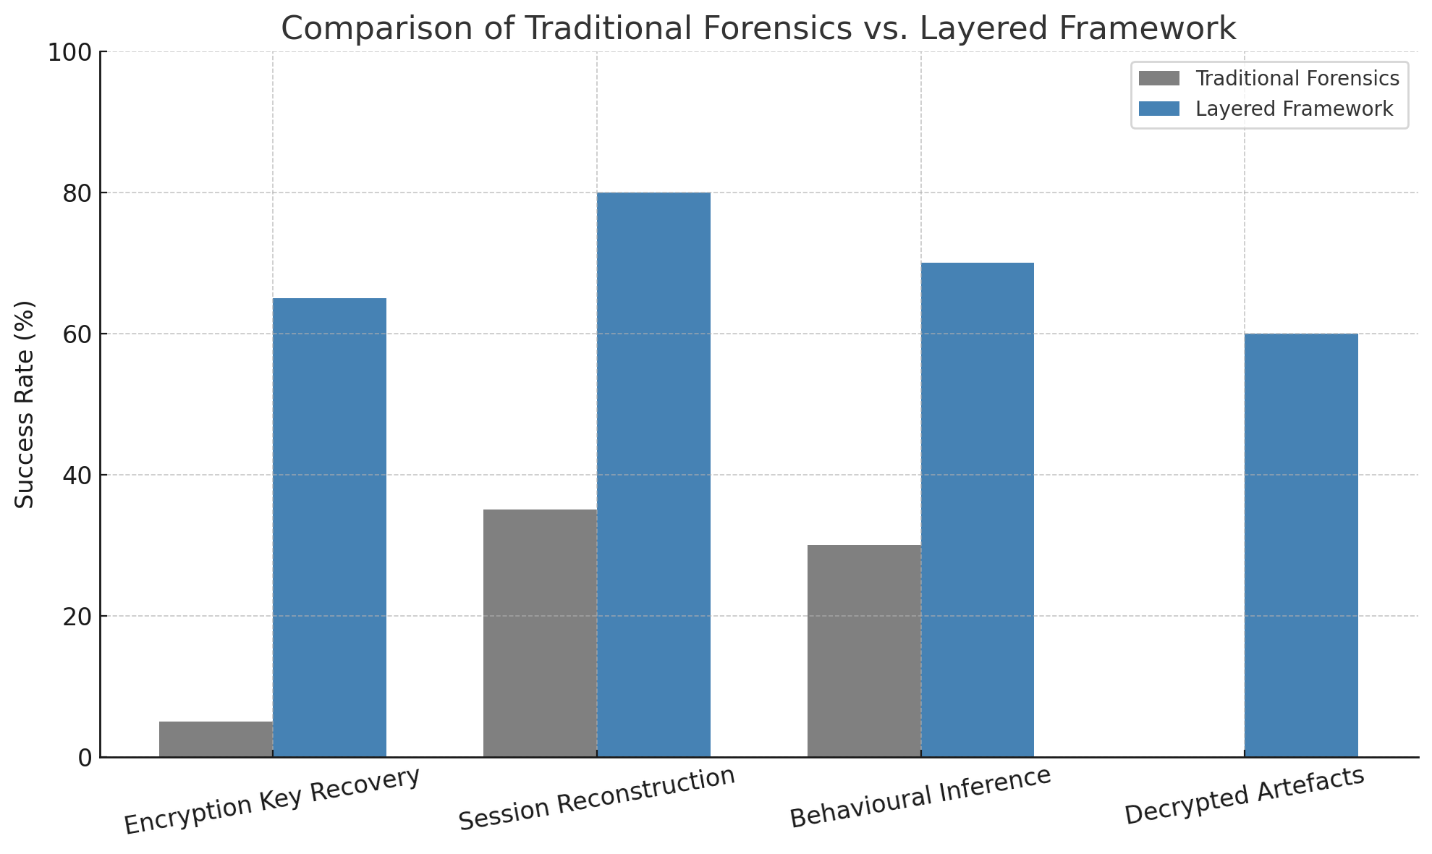 Comparison of Traditional Forensics vs. Layered Framework
Traditional Forensics
Layered Framework
Success Rate (%)
100
80
60
40
20
0
Encryption Key Recovery
Session Reconstruction
Behavioural Inference
Decrypted Artefacts